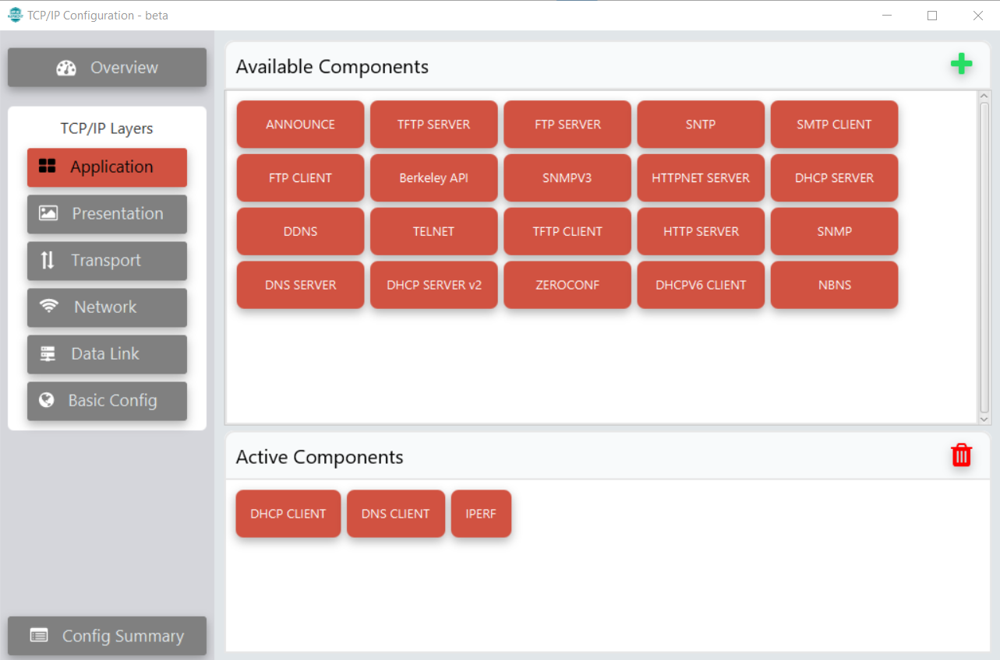 TCP/IP Configuration - beta
Overview
TCP/IP Layers
Application
Presentation
Transport
Network
Data Link
Basic Config
Config Summary
Available Components
ANNOUNCE TFTP SERVER FTP SERVER SNTP SMTP CLIENT
FTP CLIENT Berkeley API SNMPV3 HTTPNET SERVER DHCP SERVER
DDNS TELNET TFTP CLIENT HTTP SERVER SNMP
DNS SERVER DHCP SERVER v2 ZEROCONF DHCPV6 CLIENT NBNS
Active Components
DHCP CLIENT DNS CLIENT IPERF